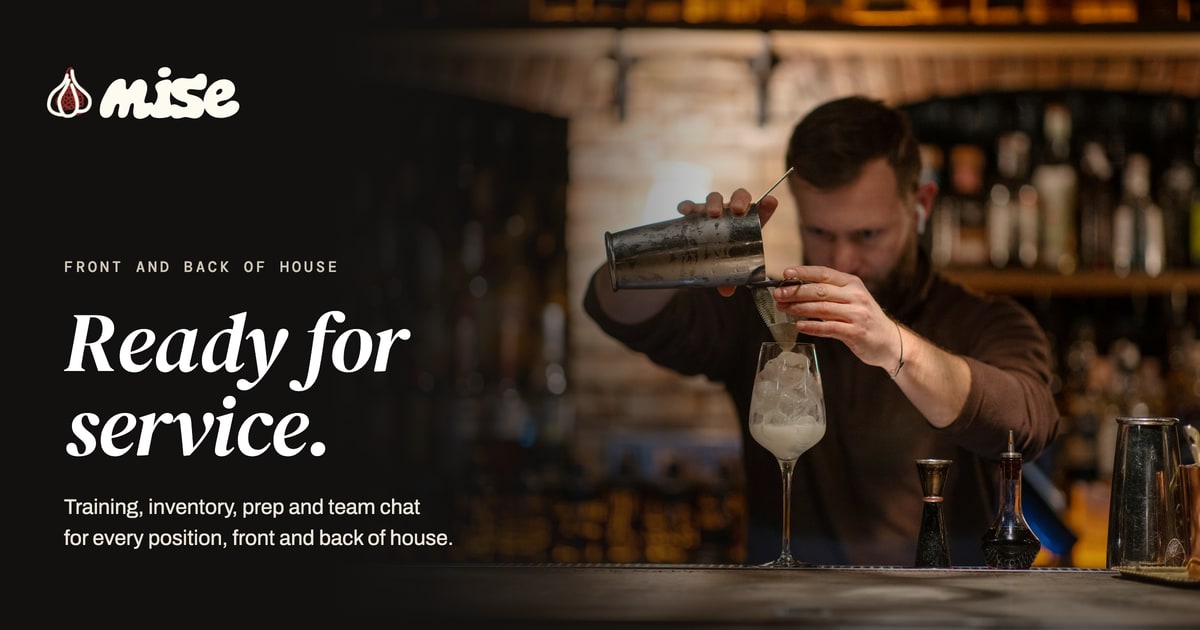 mise
FRONT AND BACK OF HOUSE
Ready for
service.
Training, inventory, prep and team chat
for every position, front and back of house.